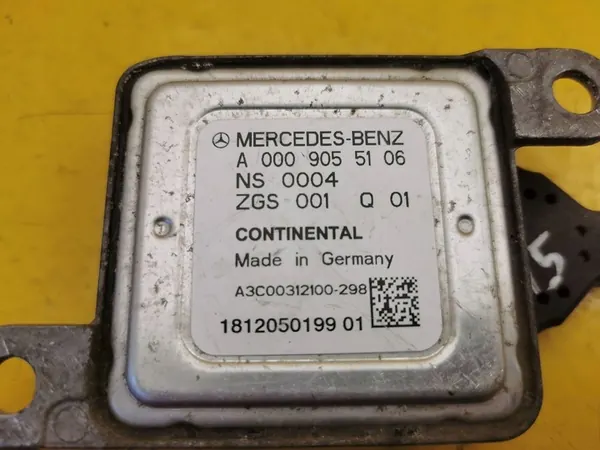 MERCEDES-BENZ
A 000 905 51 06
NS 0004
ZGS 001 Q 01
CONTINENTAL
Made in Germany
A3C00312100-298
1812050199 01